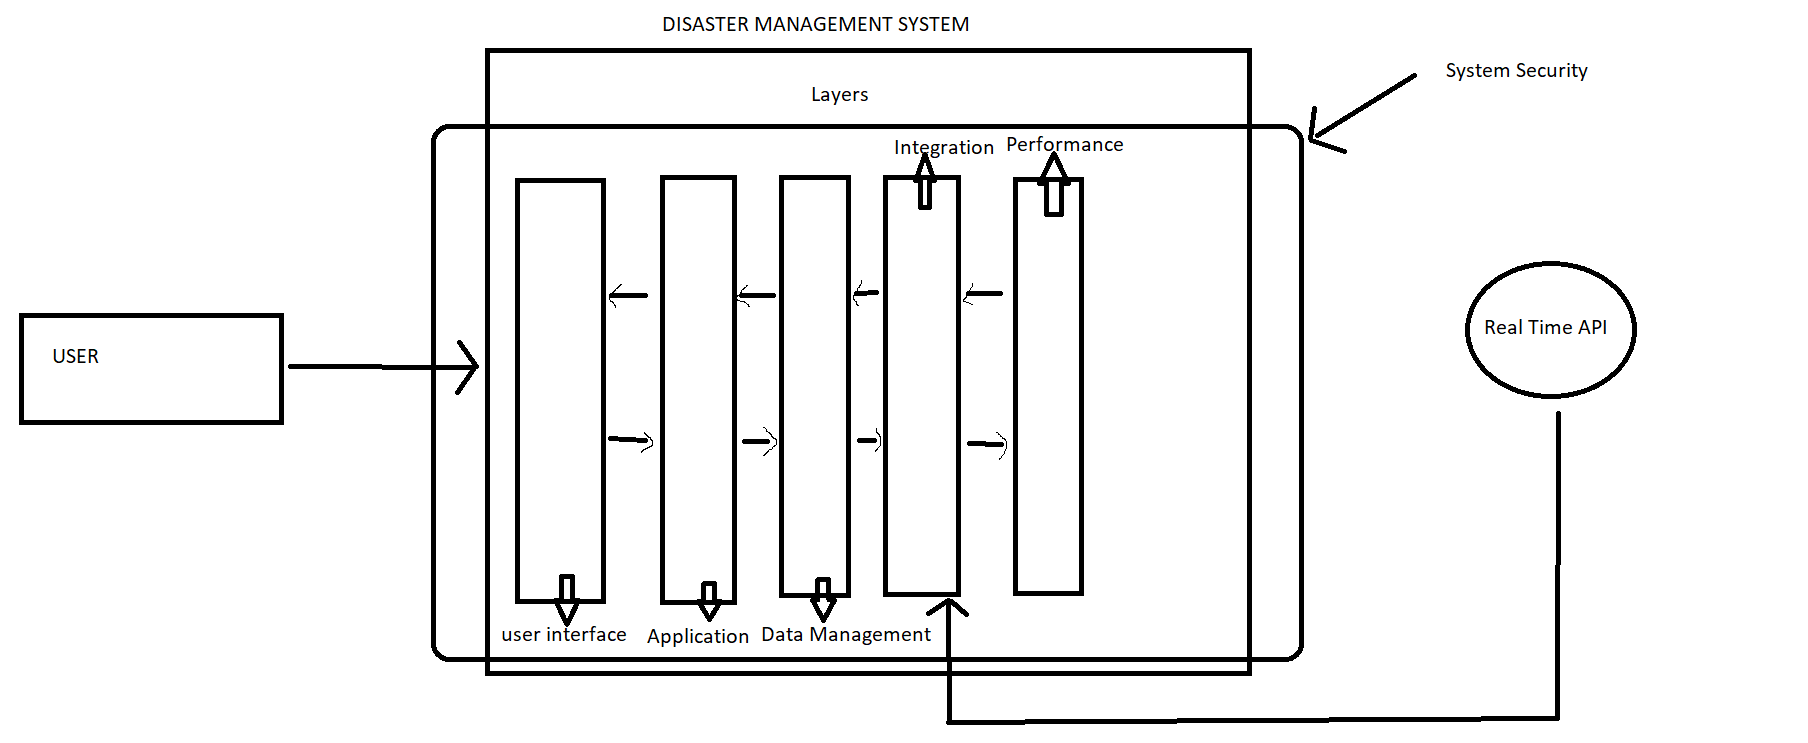 DISASTER MANAGEMENT SYSTEM
System Security
Layers
Integration
Performance
Real Time API
USER
user interface
Application
Data Management